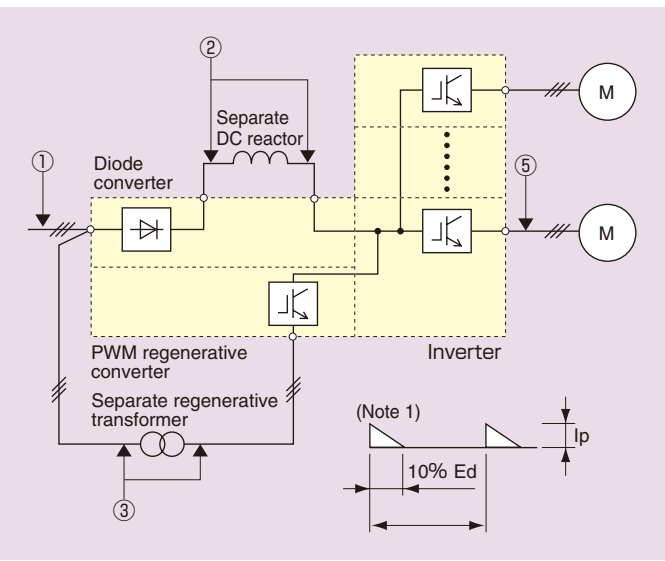 ②
Separate
DC reactor
M
①
Diode
converter
⑤
M
PWM regenerative
converter
Inverter
Separate regenerative
transformer
③
(Note 1)
Ip
10% Ed